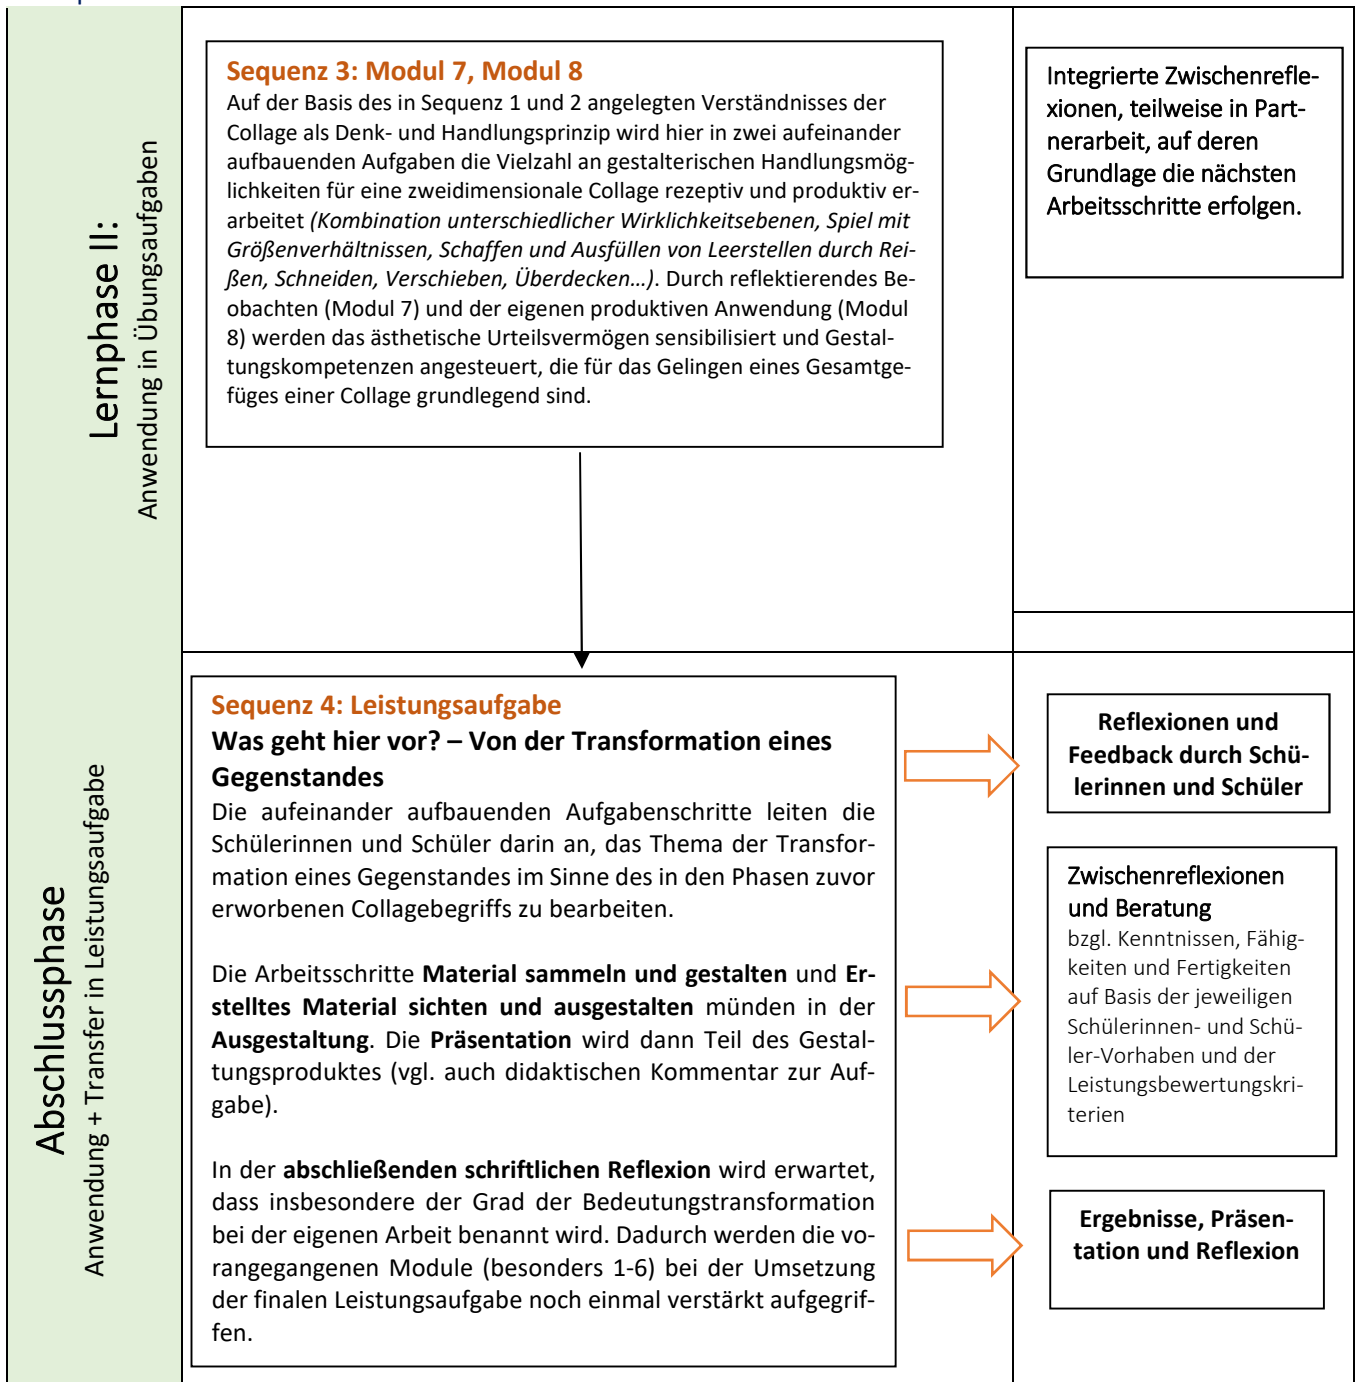 Lernphase II:
Anwendung in Übungsaufgaben
Sequenz 3: Modul 7, Modul 8
Auf der Basis des in Sequenz 1 und 2 angelegten Verständnisses der
Collage als Denk- und Handlungsprinzip wird hier in zwei aufeinander
aufbauenden Aufgaben die Vielzahl an gestalterischen Handlungsmög-
lichkeiten für eine zweidimensionale Collage rezeptiv und produktiv er-
arbeitet (Kombination unterschiedlicher Wirklichkeitsebenen, Spiel mit
Größenverhältnissen, Schaffen und Ausfüllen von Leerstellen durch Rei-
ßen, Schneiden, Verschieben, Überdecken…). Durch reflektierendes Be-
obachten (Modul 7) und der eigenen produktiven Anwendung (Modul
8) werden das ästhetische Urteilsvermögen sensibilisiert und Gestal-
tungskompetenzen angesteuert, die für das Gelingen eines Gesamtge-
füges einer Collage grundlegend sind.
Integrierte Zwischenrefle-
xionen, teilweise in Part-
nerarbeit, auf deren
Grundlage die nächsten
Arbeitsschritte erfolgen.
Abschlussphase
Anwendung + Transfer in Leistungsaufgabe
Sequenz 4: Leistungsaufgabe
Was geht hier vor? – Von der Transformation eines
Gegenstandes
Die aufeinander aufbauenden Aufgabenschritte leiten die
Schülerinnen und Schüler darin an, das Thema der Transfor-
mation eines Gegenstandes im Sinne des in den Phasen zuvor
erworbenen Collagebegriffs zu bearbeiten.
Die Arbeitsschritte Material sammeln und gestalten und Er-
stelltes Material sichten und ausgestalten münden in der
Ausgestaltung. Die Präsentation wird dann Teil des Gestal-
tungsproduktes (vgl. auch didaktischen Kommentar zur Auf-
gabe).
In der abschließenden schriftlichen Reflexion wird erwartet,
dass insbesondere der Grad der Bedeutungstransformation
bei der eigenen Arbeit benannt wird. Dadurch werden die vo-
rangegangenen Module (besonders 1-6) bei der Umsetzung
der finalen Leistungsaufgabe noch einmal verstärkt aufgegrif-
fen.
Reflexionen und
Feedback durch Schü-
lerinnen und Schüler
Zwischenreflexionen
und Beratung
bzgl. Kenntnissen, Fähig-
keiten und Fertigkeiten
auf Basis der jeweiligen
Schülerinnen- und Schü-
ler-Vorhaben und der
Leistungsbewertungskri-
terien
Ergebnisse, Präsen-
tation und Reflexion